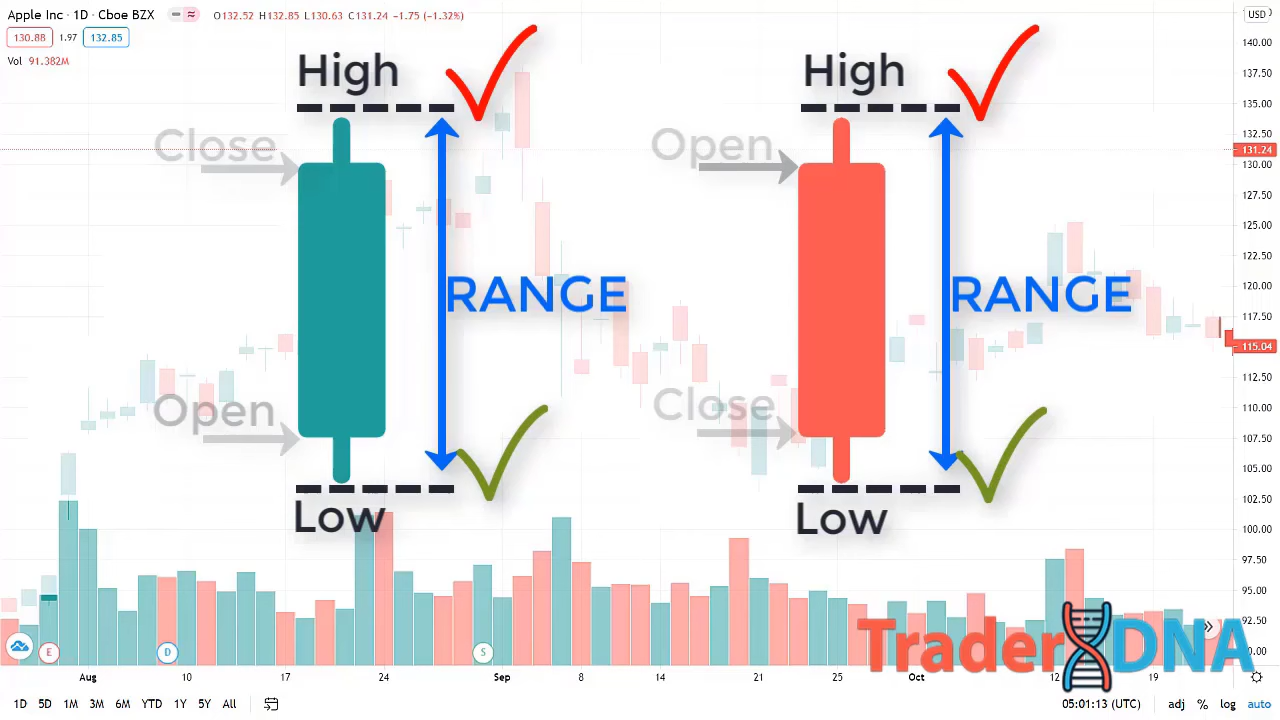 Apple Inc · 1D · Cboe BZX O132.52 H132.85 L130.63 C131.24 −1.75 (−1.32%)
130.88 1.97 132.85
Vol 91.382M
USD
High
High
Close
Open
RANGE
RANGE
Open
Close
Low
Low
140.00
137.50
135.00
132.50
131.24
130.00
127.50
125.00
122.50
120.00
117.50
115.04
112.50
110.00
107.50
105.00
102.50
100.00
97.50
95.00
92.50
E
D
S
TraderDNA
Aug 10 17 24 Sep 8 14 21 Oct 12 19
1D 5D 1M 3M 6M YTD 1Y 5Y All
05:01:13 (UTC) adj % log auto